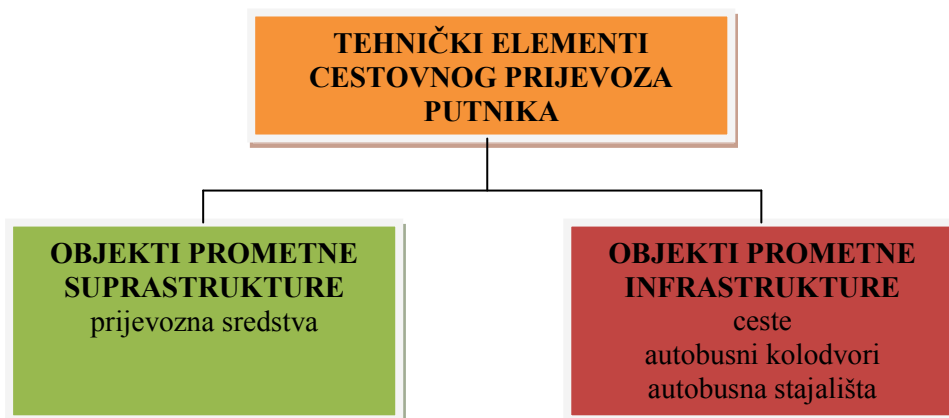 TEHNIČKI ELEMENTI
CESTOVNOG PRIJEVOZA
PUTNIKA
OBJEKTI PROMETNE
SUPRASTRUKTURE
prijevozna sredstva
OBJEKTI PROMETNE
INFRASTRUKTURE
ceste
autobusni kolodvori
autobusna stajališta